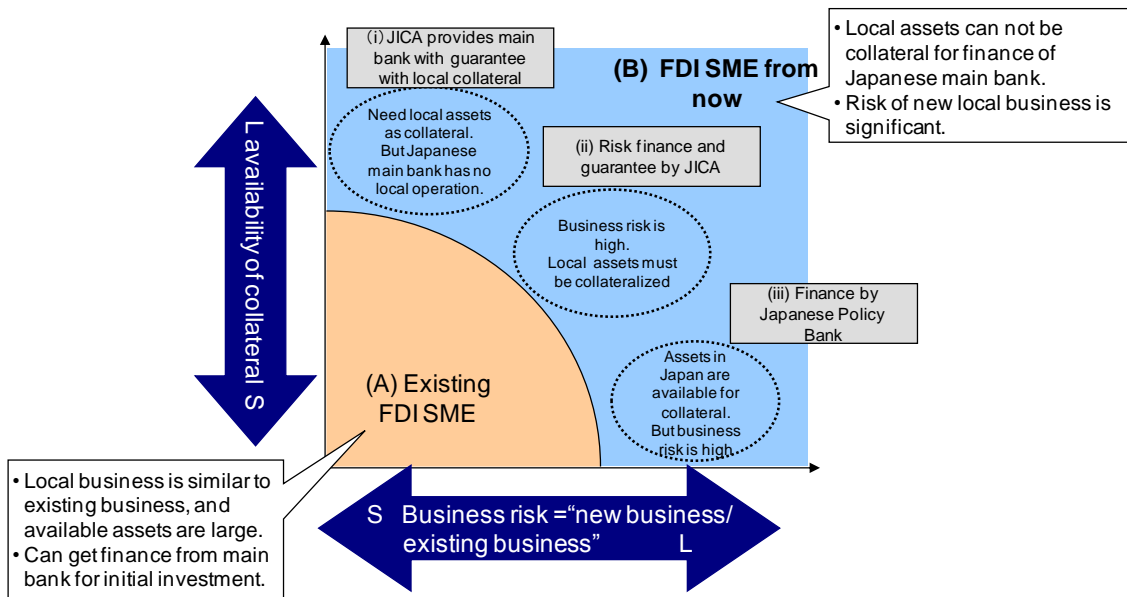 (i) JICA provides main
bank with guarantee
with local collateral
(B) FDI SME from
now
• Local assets can not be
collateral for finance of
Japanese main bank.
• Risk of new local business is
significant.
Need local assets
as collateral.
But Japanese
main bank has no
local operation.
(ii) Risk finance and
guarantee by JICA
L availability of collateral S
Business risk is
high.
Local assets must
be collateralized
(iii) Finance by
Japanese Policy
Bank
Assets in
Japan are
available for
collateral.
But business
risk is high
(A) Existing
FDI SME
• Local business is similar to
existing business, and
available assets are large.
• Can get finance from main
bank for initial investment.
S Business risk =“new business/
existing business” L